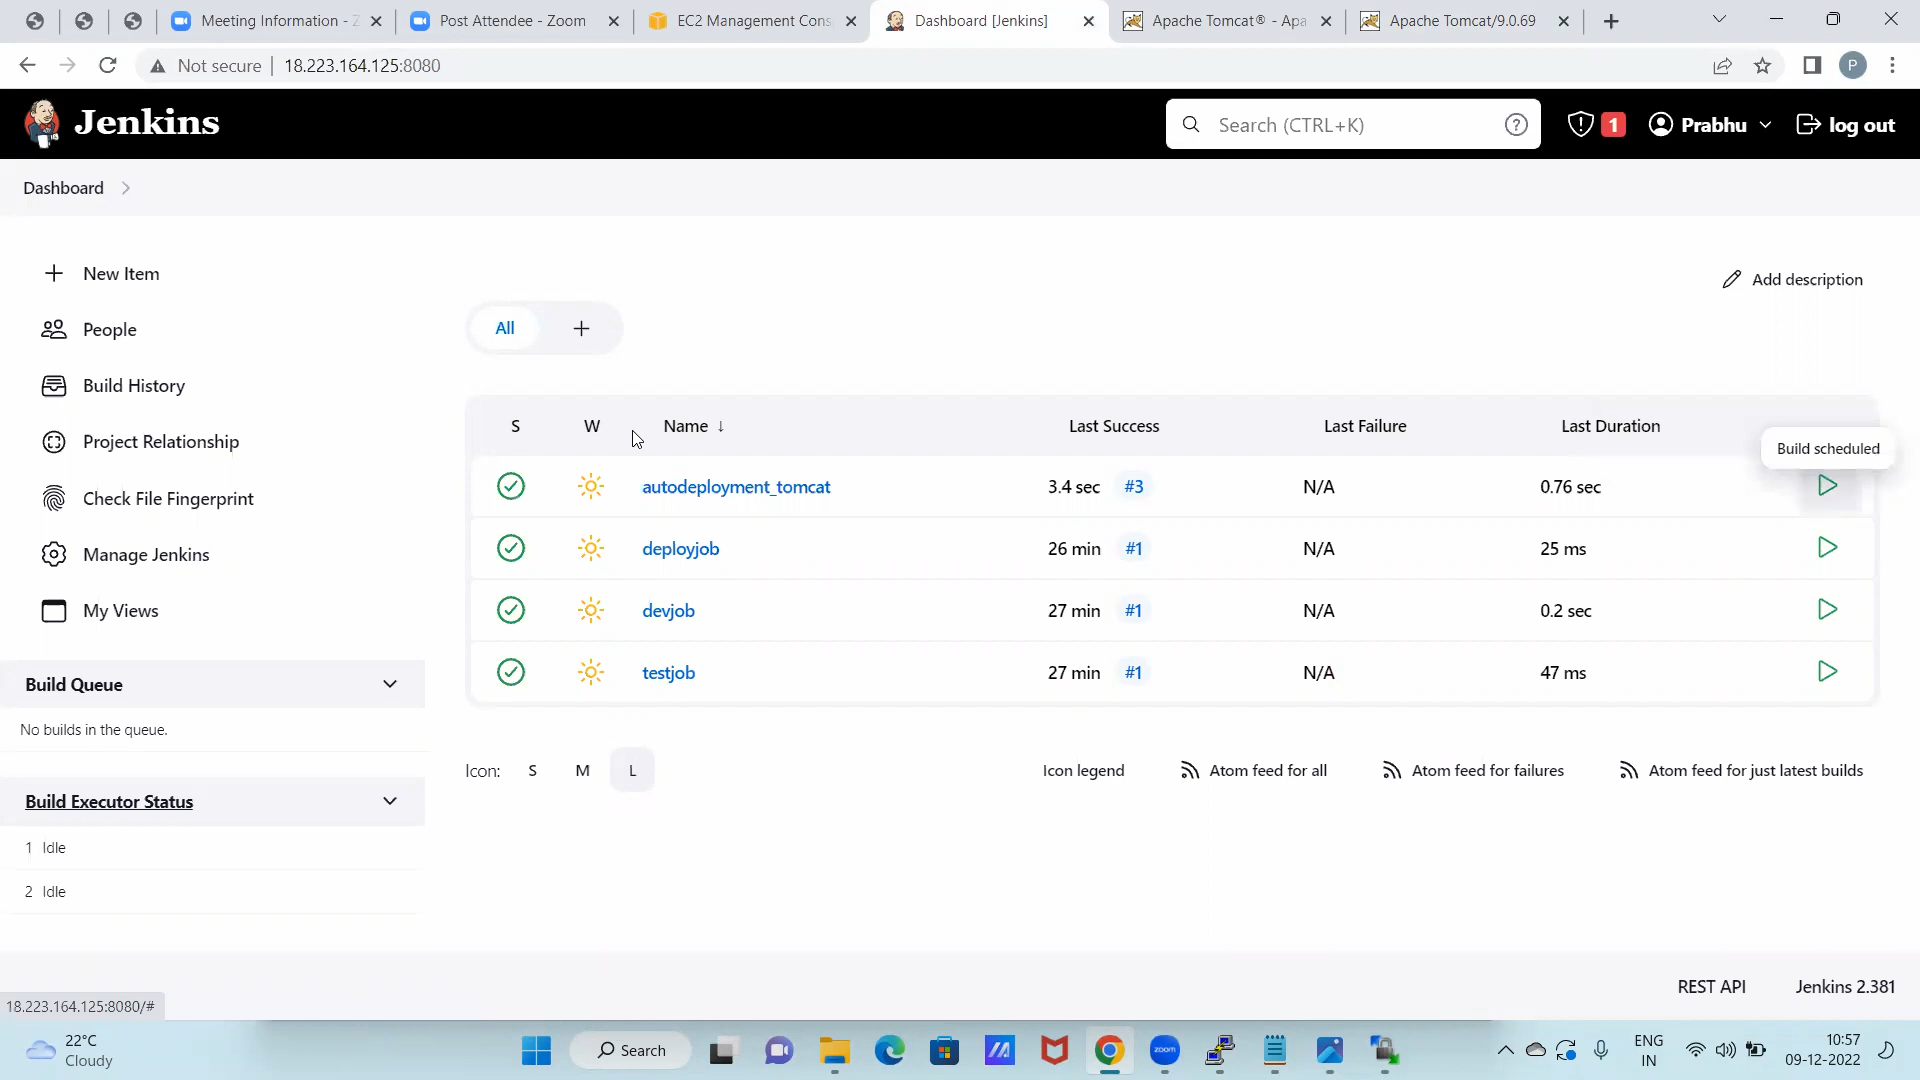 Meeting Information - Z
Post Attendee - Zoom
EC2 Management Cons
Dashboard [Jenkins]
Apache Tomcat® - Apa
Apache Tomcat/9.0.69
Not secure
18.223.164.125:8080
P
Jenkins
Search (CTRL+K)
?
1
Prabhu
log out
Dashboard
New Item
People
Build History
Project Relationship
Check File Fingerprint
Manage Jenkins
My Views
Build Queue
No builds in the queue.
Build Executor Status
1 Idle
2 Idle
Add description
All +
S W Name ↓ Last Success Last Failure Last Duration
Build scheduled
autodeployment_tomcat 3.4 sec #3 N/A 0.76 sec
deployjob 26 min #1 N/A 25 ms
devjob 27 min #1 N/A 0.2 sec
testjob 27 min #1 N/A 47 ms
Icon: S M L
Icon legend
Atom feed for all
Atom feed for failures
Atom feed for just latest builds
REST API
Jenkins 2.381
18.223.164.125:8080/#
22°C
Cloudy
Search
zoom
ENG
IN
10:57
09-12-2022